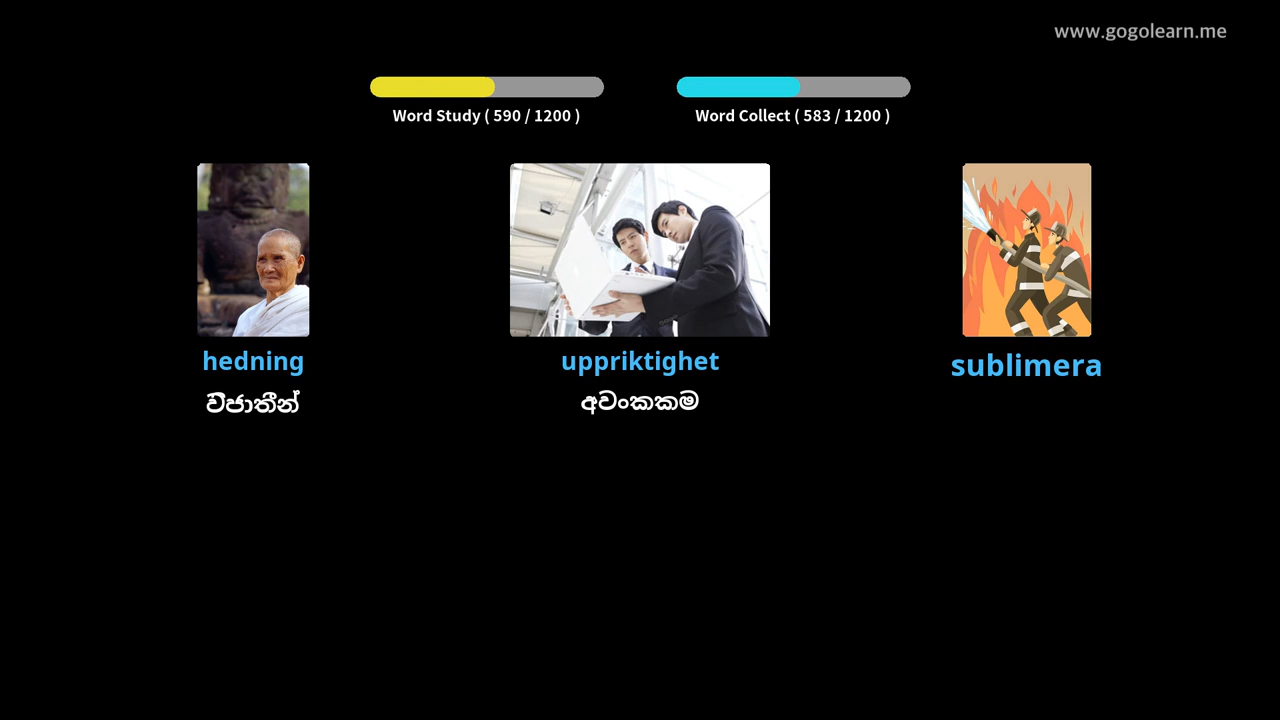 www.gogolearn.me
Word Study ( 590 / 1200 )
Word Collect ( 583 / 1200 )
hedning
විජාතීන්
uppriktighet
අවංකකම
sublimera